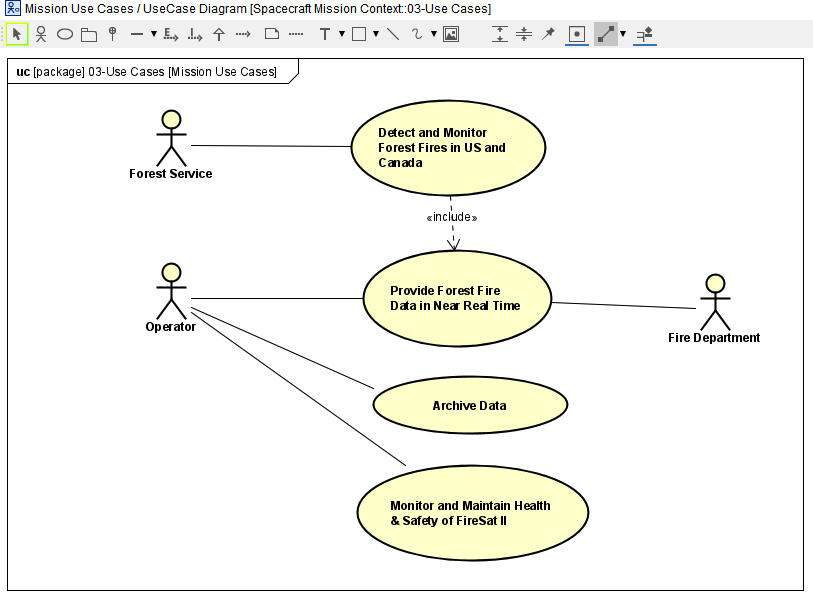 Mission Use Cases / UseCase Diagram [Spacecraft Mission Context::03-Use Cases]
E
I
T
uc [package] 03-Use Cases [Mission Use Cases]
Forest Service
Detect and Monitor
Forest Fires in US and
Canada
«include»
Operator
Provide Forest Fire
Data in Near Real Time
Fire Department
Archive Data
Monitor and Maintain Health
& Safety of FireSat II